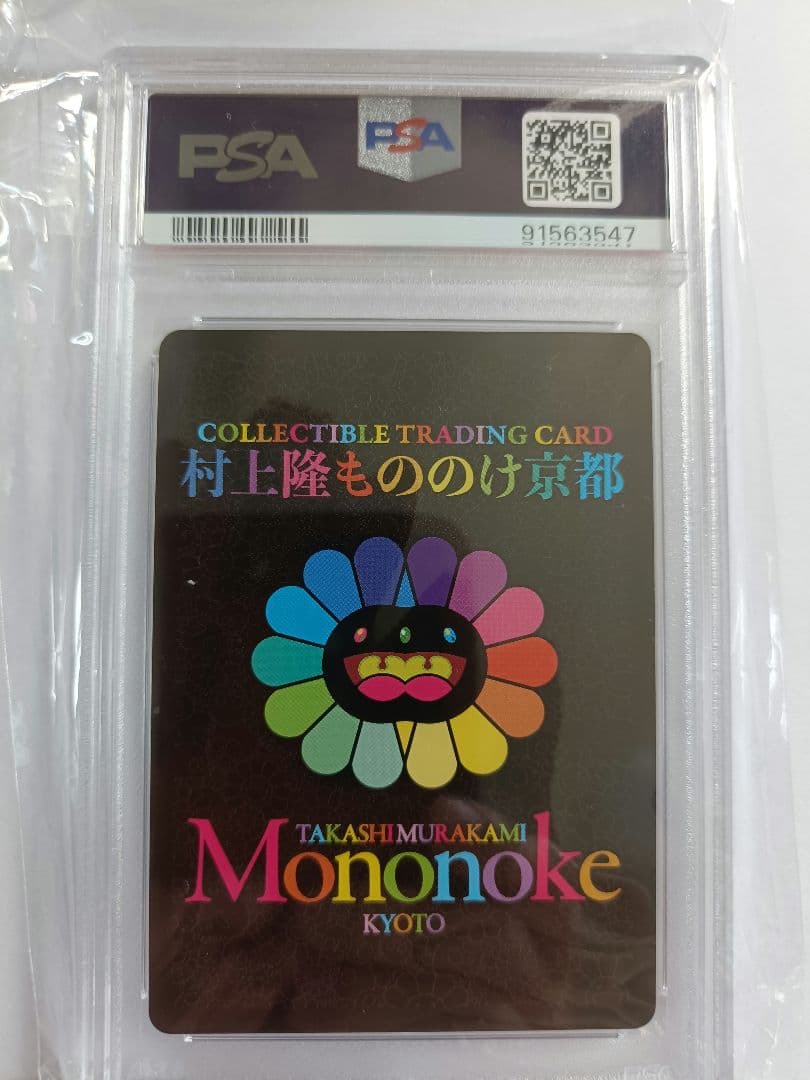 PSA
PSA
91563547
COLLECTIBLE TRADING CARD
村上隆もののけ京都
TAKASHI MURAKAMI
Mononoke
KYOTO